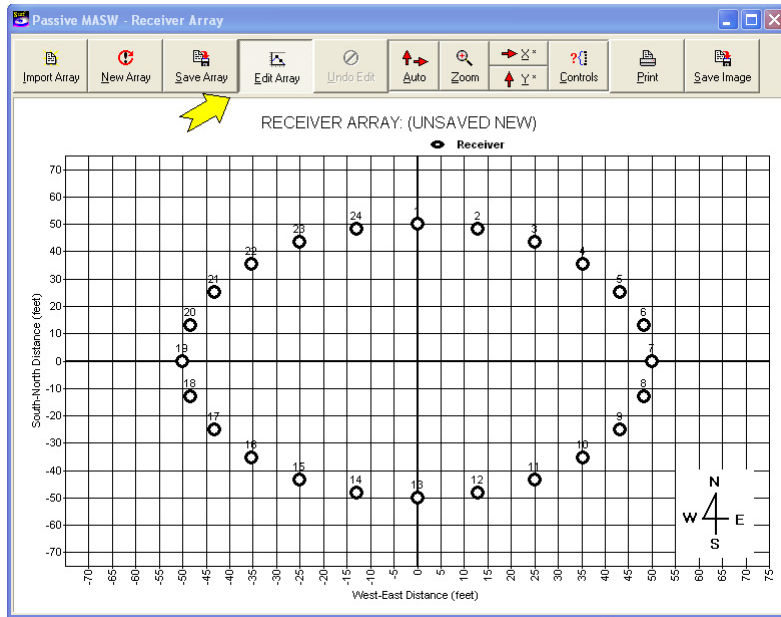 Passive MASW - Receiver Array
Import Array New Array Save Array Edit Array Undo Edit Auto Zoom X* Y* Controls Print Save Image
RECEIVER ARRAY: (UNSAVED NEW)
Receiver
South-North Distance (feet)
70
60
50
40
30
20
10
0
-10
-20
-30
-40
-50
-60
-70
24 1 2
23 3
22 4
21 5
20 6
19 7
18 8
17 9
16 10
15 11
14 13 12
N
W E
S
-70 -65 -60 -55 -50 -45 -40 -35 -30 -25 -20 -15 -10 -5 0 5 10 15 20 25 30 35 40 45 50 55 60 65 70 75
West-East Distance (feet)